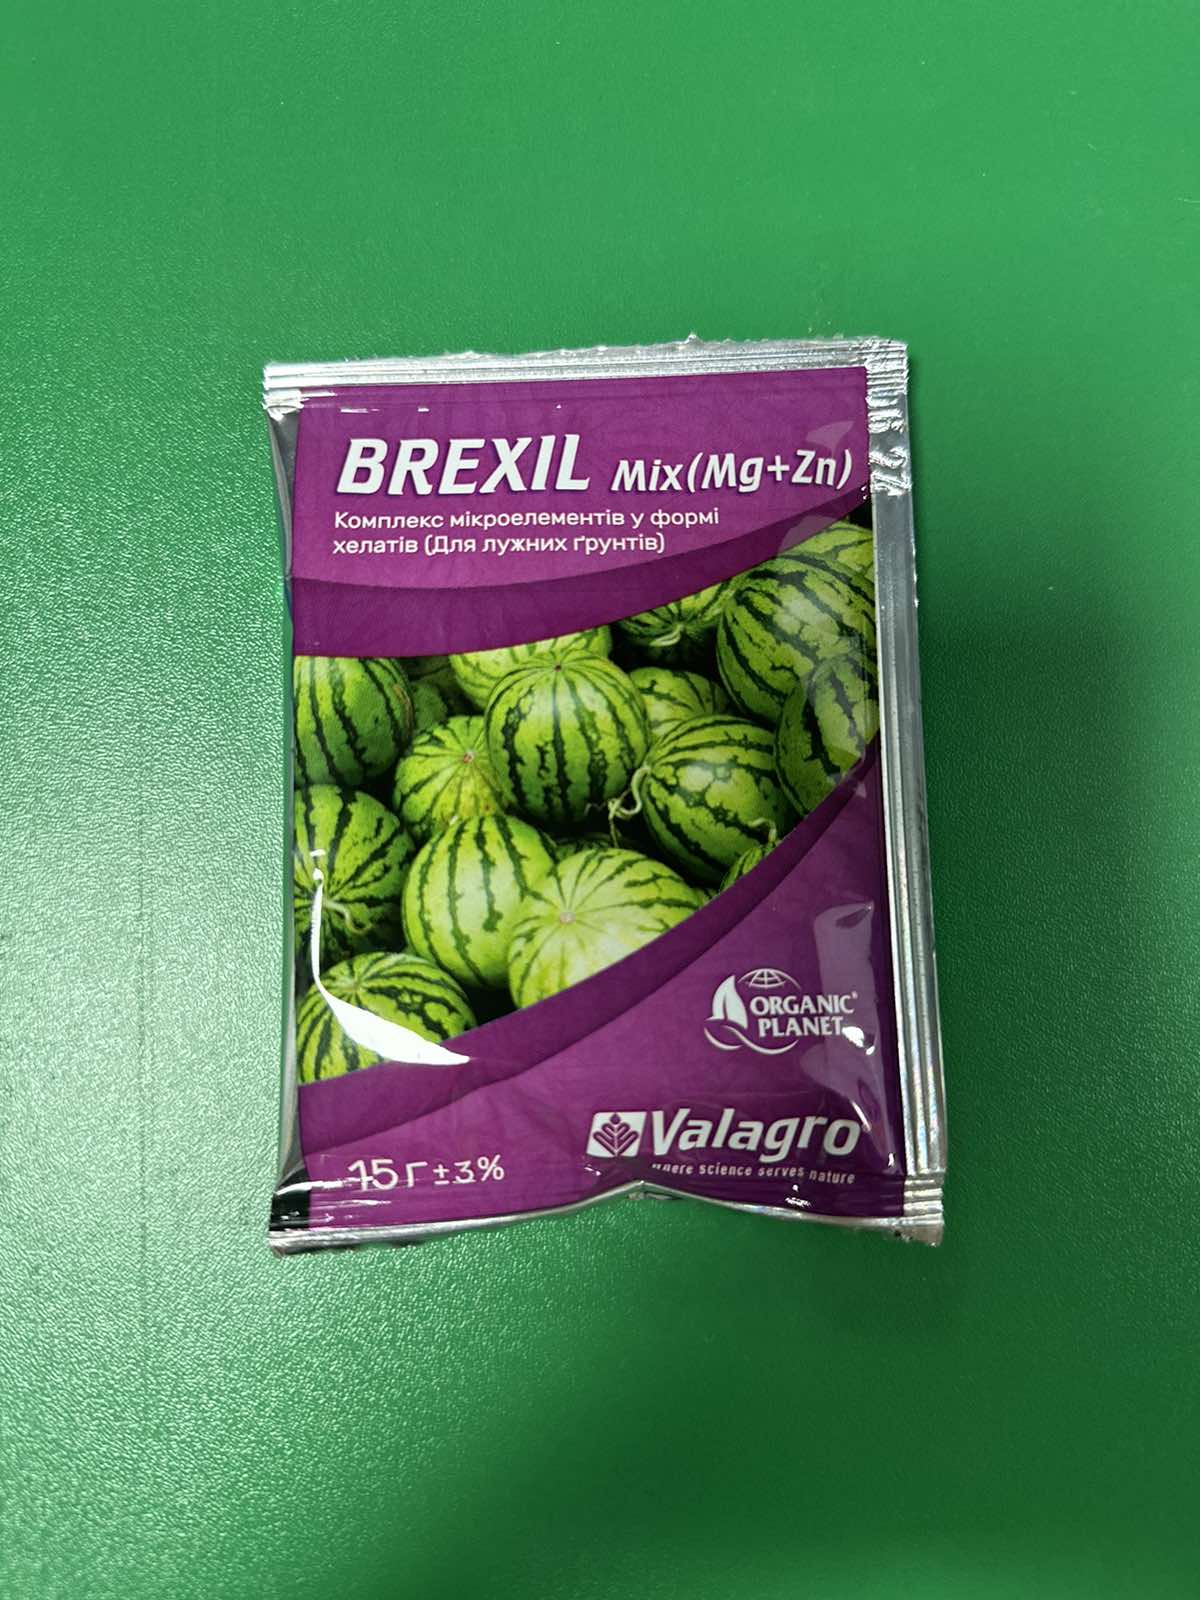 BREXIL Mix(Mg+Zn)
Комплекс мікроелементів у формі
хелатів (Для лужних ґрунтів)
ORGANIC®
PLANET
Valagro
where science serves nature
15 Г ±3%